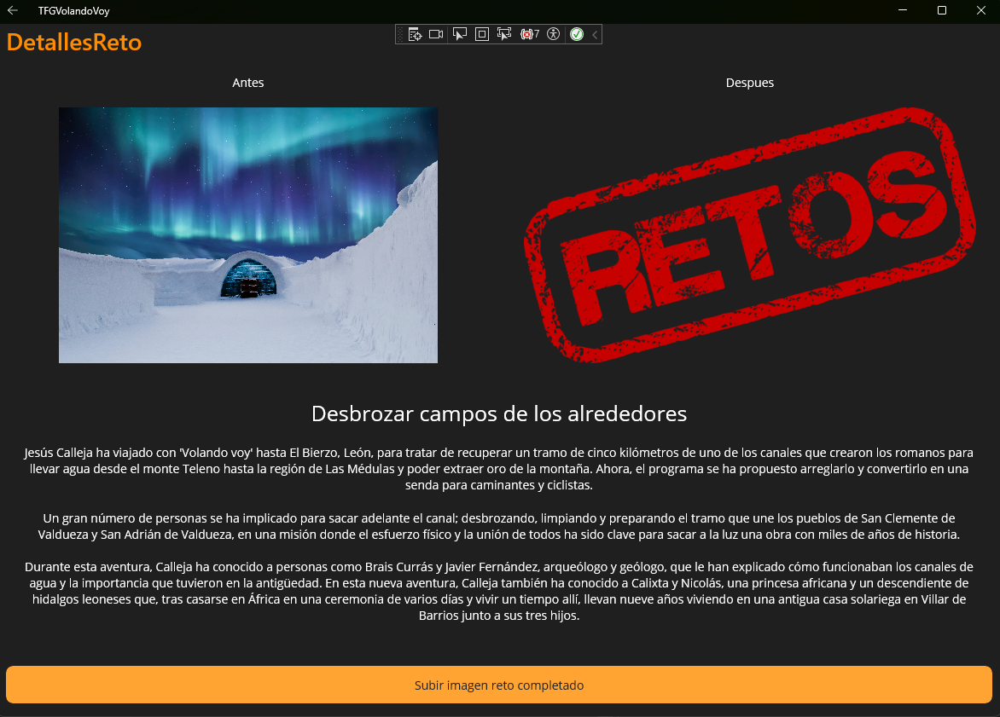 TFGVolandoVoy
DetallesReto
7
Antes
Despues
RETOS
Desbrozar campos de los alrededores
Jesús Calleja ha viajado con 'Volando voy' hasta El Bierzo, León, para tratar de recuperar un tramo de cinco kilómetros de uno de los canales que crearon los romanos para
llevar agua desde el monte Teleno hasta la región de Las Médulas y poder extraer oro de la montaña. Ahora, el programa se ha propuesto arreglarlo y convertirlo en una
senda para caminantes y ciclistas.
Un gran número de personas se ha implicado para sacar adelante el canal; desbrozando, limpiando y preparando el tramo que une los pueblos de San Clemente de
Valdueza y San Adrián de Valdueza, en una misión donde el esfuerzo físico y la unión de todos ha sido clave para sacar a la luz una obra con miles de años de historia.
Durante esta aventura, Calleja ha conocido a personas como Brais Currás y Javier Fernández, arqueólogo y geólogo, que le han explicado cómo funcionaban los canales de
agua y la importancia que tuvieron en la antigüedad. En esta nueva aventura, Calleja también ha conocido a Calixta y Nicolás, una princesa africana y un descendiente de
hidalgos leoneses que, tras casarse en África en una ceremonia de varios días y vivir un tiempo allí, llevan nueve años viviendo en una antigua casa solariega en Villar de
Barrios junto a sus tres hijos.
Subir imagen reto completado